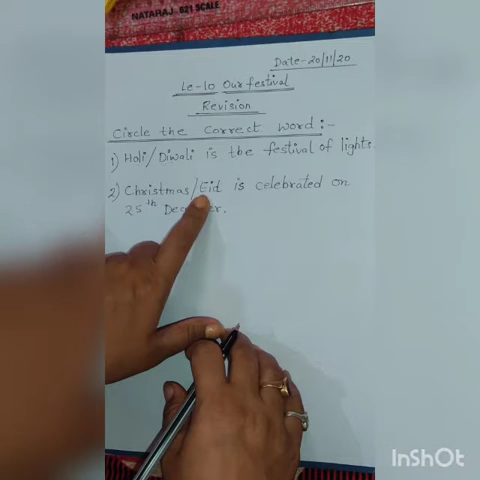 NATARAJ-621 SCALE
Date-20/11/20
Le-10 Our festival
Revision
Circle the Correct word:-
1) Holi/Diwali is the festival of lights.
2) Christmas/Eid is celebrated on
25th
InShOt